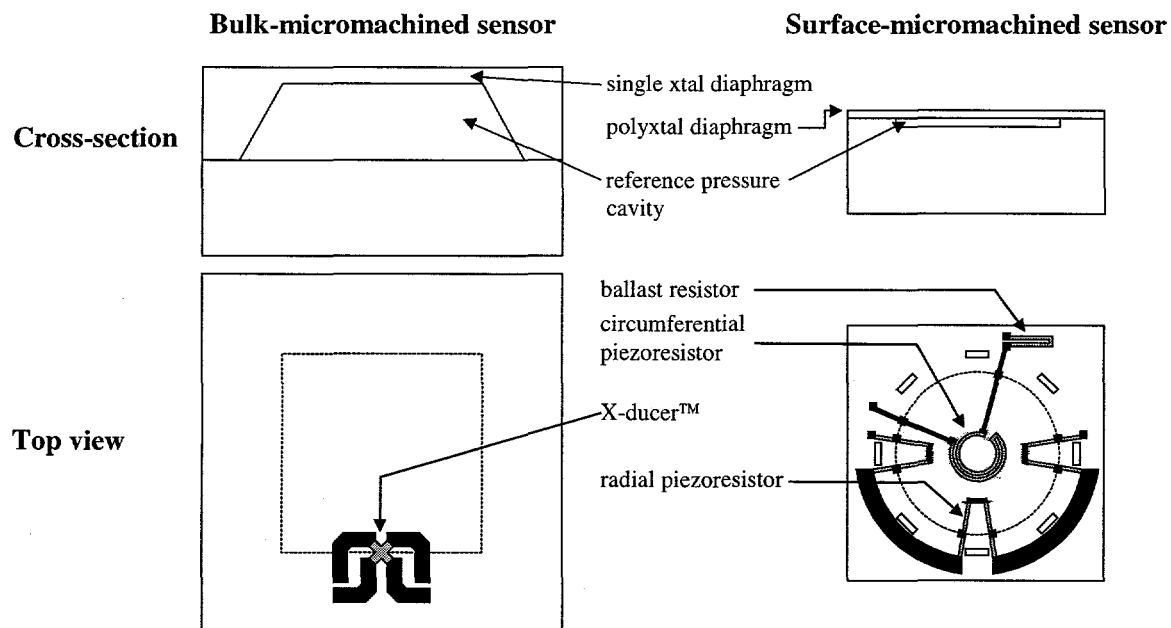 Bulk-micromachined sensor
Surface-micromachined sensor
Cross-section
single xtal diaphragm
polyxtal diaphragm
reference pressure
cavity
Top view
ballast resistor
circumferential
piezoresistor
X-ducer™
radial piezoresistor